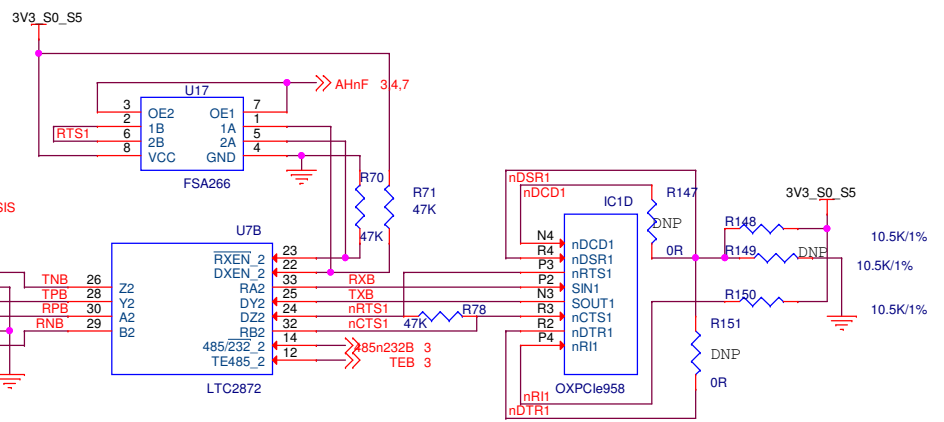 3V3_S0_S5
AHnF 3,4,7
U17
3 OE2 OE1 7
2 1B 1A 1
RTS1 6 2B 2A 5
8 VCC GND 4
FSA266
R70
47K
R71
47K
SIS
U7B
RXEN_2 23
DXEN_2 22
TNB 26 Z2 RA2 33 RXB
TPB 28 Y2 DY2 25 TXB
RPB 30 A2 DZ2 24 nRTS1
RNB 29 B2 RB2 32 nCTS1
485/232_2 14 485n232B 3
TE485_2 12 TEB 3
LTC2872
47K R78
nDSR1
nDCD1
IC1D
N4 nDCD1
R4 nDSR1
P3 nRTS1
P2 SIN1
N3 SOUT1
R3 nCTS1
R2 nDTR1
P4 nRI1
OXPCIe958
nRI1
nDTR1
R147
DNP
0R
3V3_S0_S5
R148
10.5K/1%
R149 DNP
10.5K/1%
R150
10.5K/1%
R151
DNP
0R